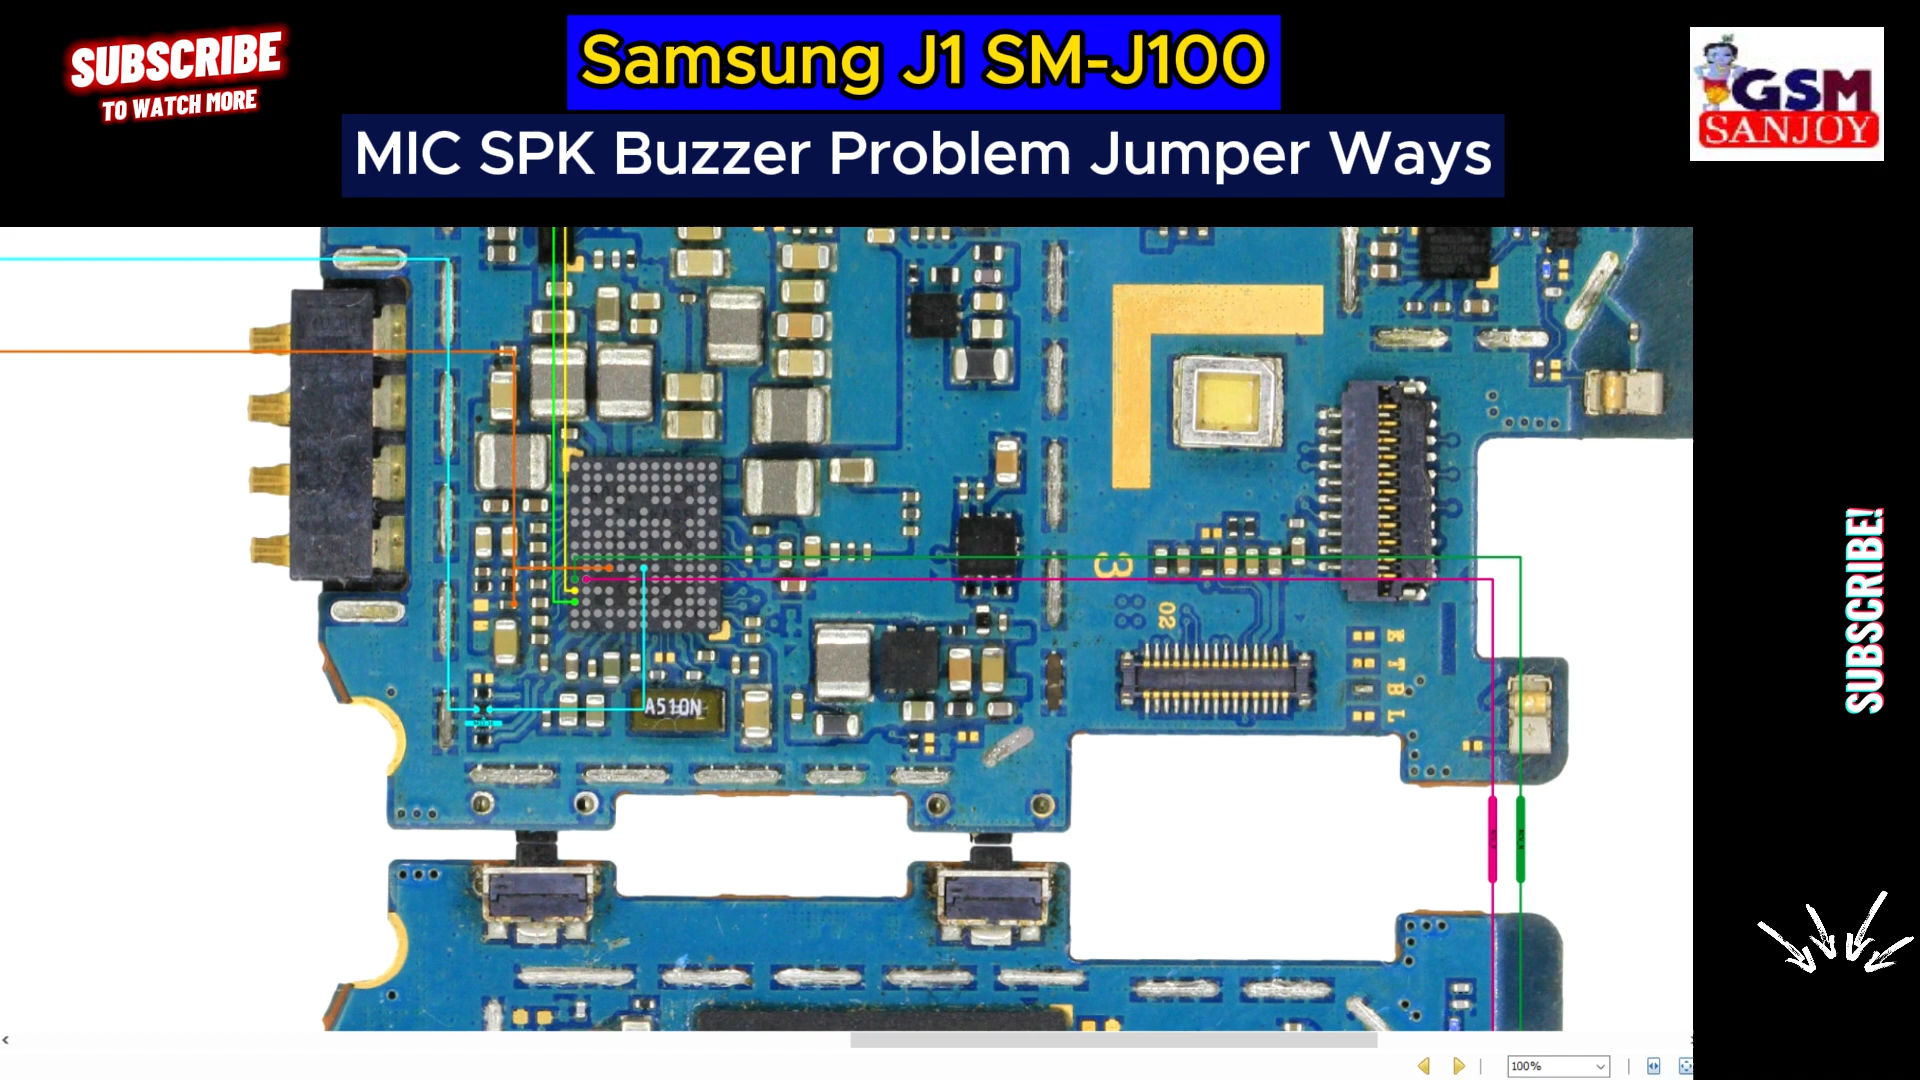 SUBSCRIBE
TO WATCH MORE
Samsung J1 SM-J100
MIC SPK Buzzer Problem Jumper Ways
GSM
SANJOY
3
02
A510N
B
L
SUBSCRIBE!
100%